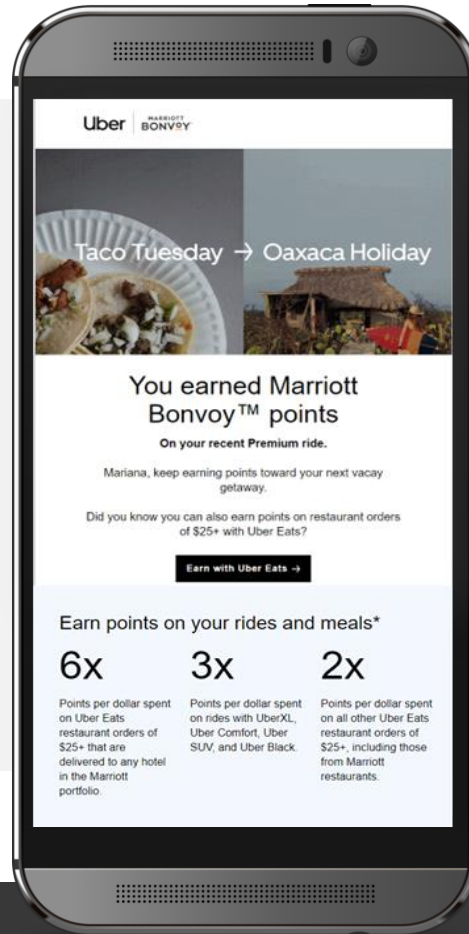 Uber
MARRIOTT
BONVOY
Taco Tuesday → Oaxaca Holiday
You earned Marriott
Bonvoy™ points
On your recent Premium ride.
Mariana, keep earning points toward your next vacay
getaway.
Did you know you can also earn points on restaurant orders
of $25+ with Uber Eats?
Earn with Uber Eats →
Earn points on your rides and meals*
6x
Points per dollar spent
on Uber Eats
restaurant orders of
$25+ that are
delivered to any hotel
in the Marriott
portfolio.
3x
Points per dollar spent
on rides with UberXL,
Uber Comfort, Uber
SUV, and Uber Black.
2x
Points per dollar spent
on all other Uber Eats
restaurant orders of
$25+, including those
from Marriott
restaurants.